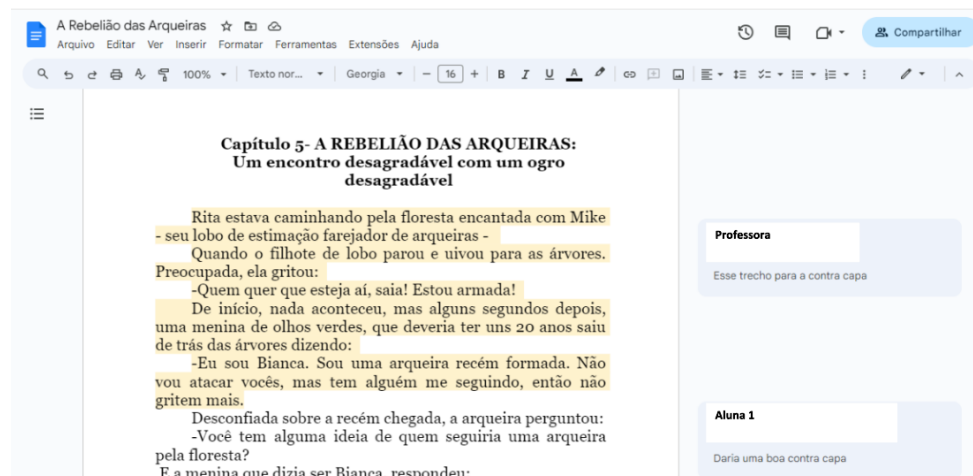 A Rebelião das Arqueiras
Compartilhar
Arquivo Editar Ver Inserir Formatar Ferramentas Extensões Ajuda
100% Texto nor... Georgia 16 B I U A
Capítulo 5- A REBELIÃO DAS ARQUEIRAS:
Um encontro desagradável com um ogro
desagradável
Rita estava caminhando pela floresta encantada com Mike
- seu lobo de estimação farejador de arqueiras -
Quando o filhote de lobo parou e uivou para as árvores.
Preocupada, ela gritou:
-Quem quer que esteja aí, saia! Estou armada!
De início, nada aconteceu, mas alguns segundos depois,
uma menina de olhos verdes, que deveria ter uns 20 anos saiu
de trás das árvores dizendo:
-Eu sou Bianca. Sou uma arqueira recém formada. Não
vou atacar vocês, mas tem alguém me seguindo, então não
gritem mais.
Desconfiada sobre a recém chegada, a arqueira perguntou:
-Você tem alguma ideia de quem seguiria uma arqueira
pela floresta?
E a menina que dizia ser Bianca, respondeu:
Professora
Esse trecho para a contra capa
Aluna 1
Daria uma boa contra capa